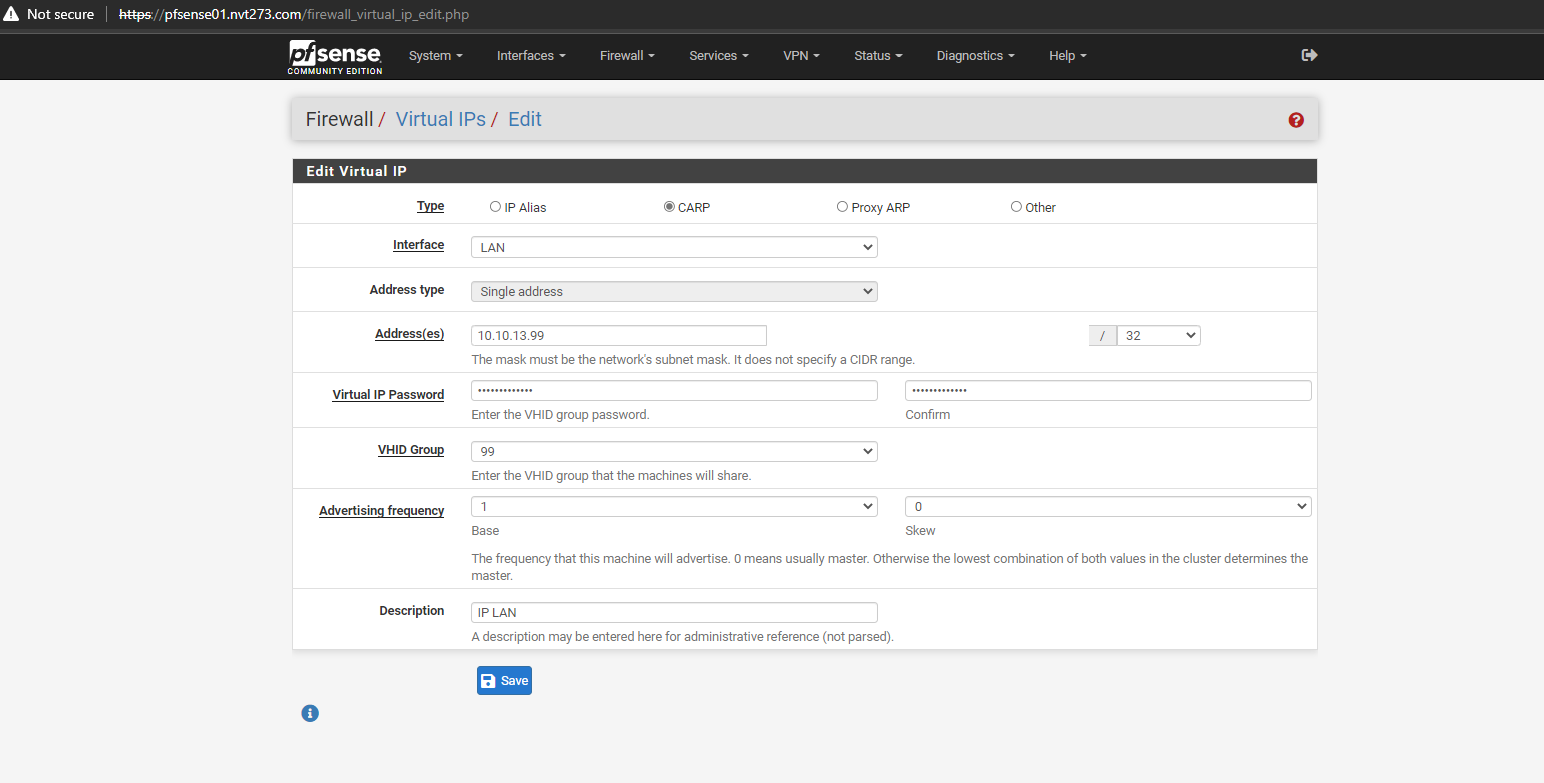 Not secure https://pfsense01.nvt273.com/firewall_virtual_ip_edit.php
pfsense COMMUNITY EDITION System Interfaces Firewall Services VPN Status Diagnostics Help
Firewall / Virtual IPs / Edit
Edit Virtual IP
Type IP Alias CARP Proxy ARP Other
Interface LAN
Address type Single address
Address(es) 10.10.13.99 / 32
The mask must be the network's subnet mask. It does not specify a CIDR range.
Virtual IP Password ••••••••••••• •••••••••••••
Enter the VHID group password. Confirm
VHID Group 99
Enter the VHID group that the machines will share.
Advertising frequency 1 0
Base Skew
The frequency that this machine will advertise. 0 means usually master. Otherwise the lowest combination of both values in the cluster determines the
master.
Description IP LAN
A description may be entered here for administrative reference (not parsed).
Save